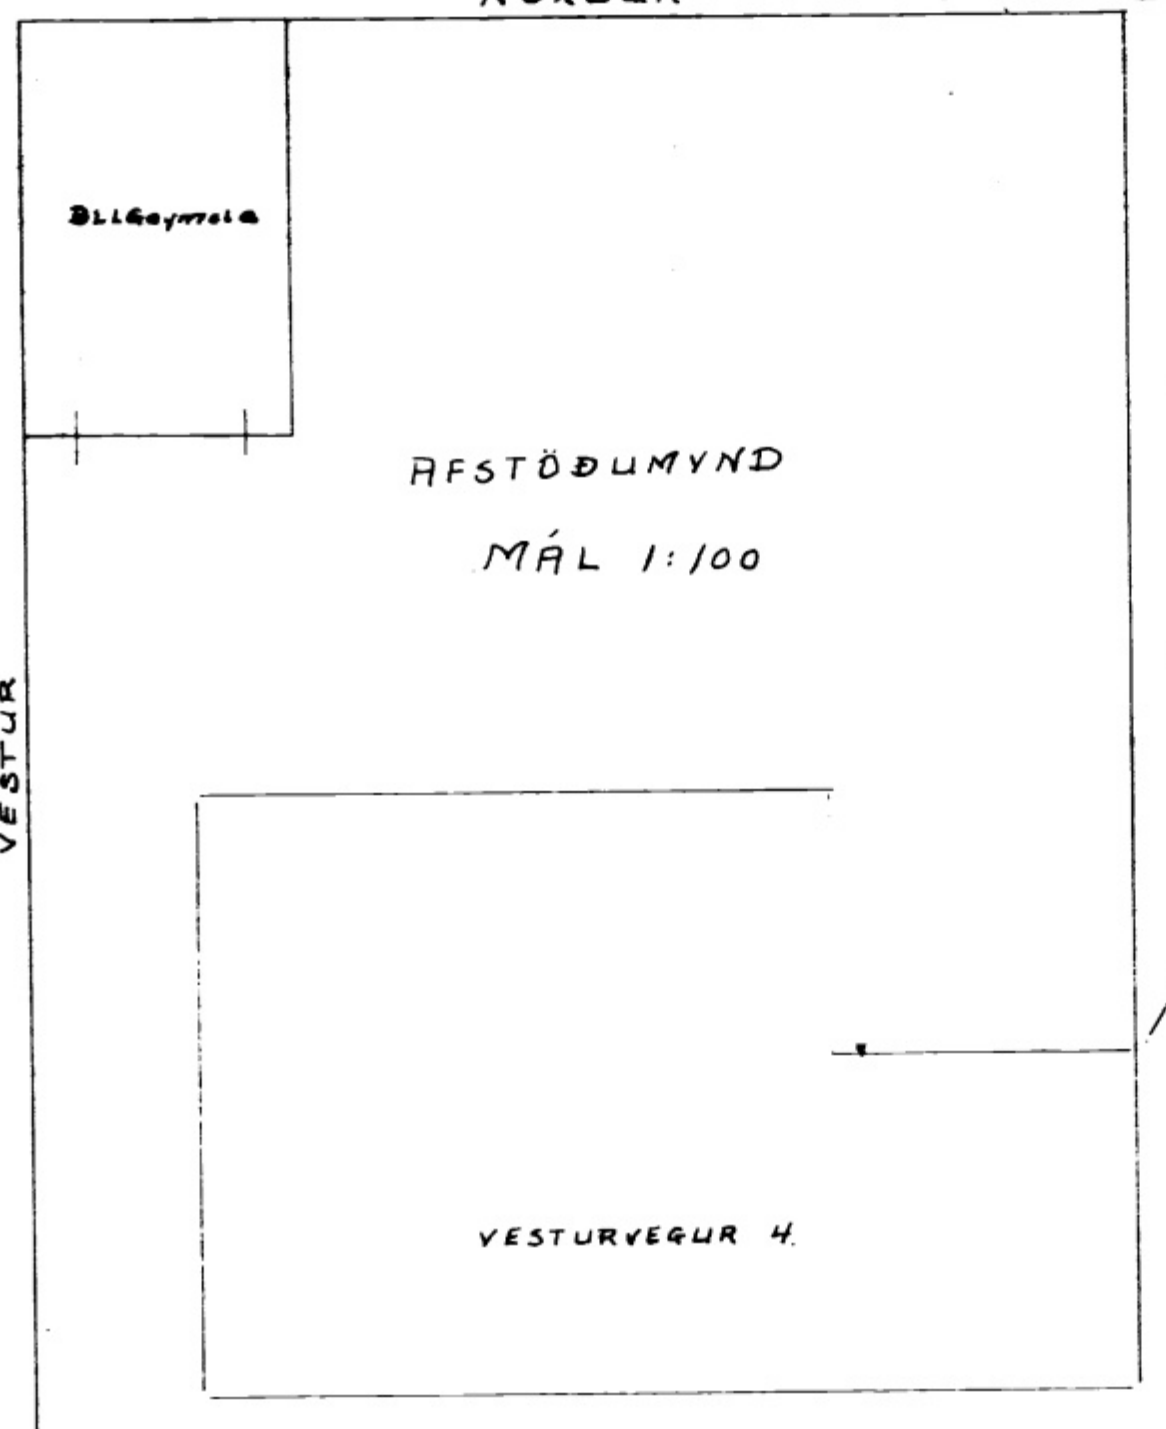 NORÐUR
BÍLGeymsla
AFSTÖÐUMYND
MÁL 1:100
VESTUR
VESTURVEGUR 4.